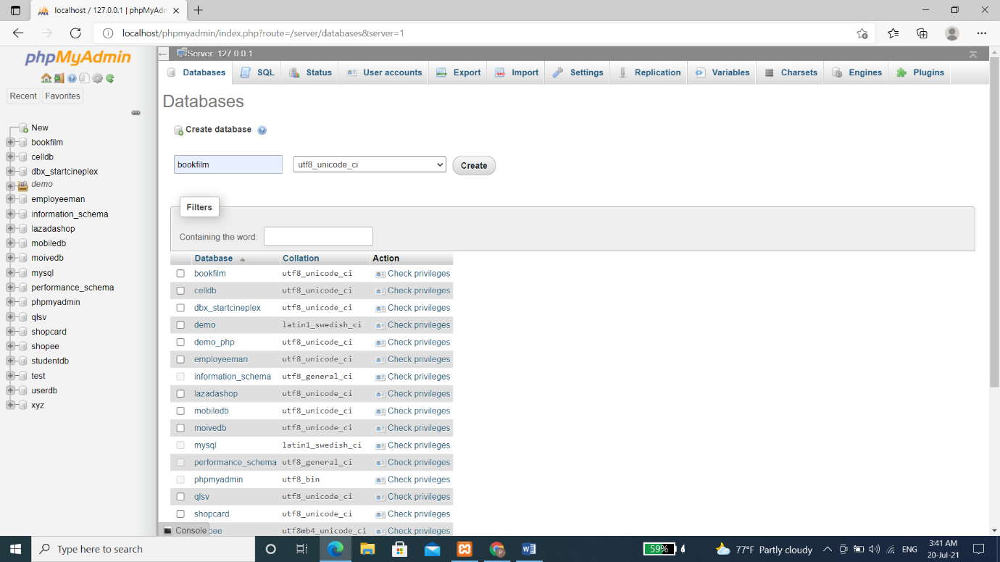 localhost / 127.0.0.1 | phpMyAdn
localhost/phpmyadmin/index.php?route=/server/databases&server=1
phpMyAdmin
Recent Favorites
New
bookfilm
celldb
dbx_startcineplex
demo
employeeman
information_schema
lazadashop
mobiledb
moivedb
mysql
performance_schema
phpmyadmin
qlsv
shopcard
shopee
studentdb
test
userdb
xyz
Server: 127.0.0.1
Databases SQL Status User accounts Export Import Settings Replication Variables Charsets Engines Plugins
Databases
Create database
bookfilm utf8_unicode_ci Create
Filters
Containing the word:
Database Collation Action
bookfilm utf8_unicode_ci Check privileges
celldb utf8_unicode_ci Check privileges
dbx_startcineplex utf8_unicode_ci Check privileges
demo latin1_swedish_ci Check privileges
demo_php utf8_unicode_ci Check privileges
employeeman utf8_unicode_ci Check privileges
information_schema utf8_general_ci Check privileges
lazadashop utf8_unicode_ci Check privileges
mobiledb utf8_unicode_ci Check privileges
moivedb utf8_unicode_ci Check privileges
mysql latin1_swedish_ci Check privileges
performance_schema utf8_general_ci Check privileges
phpmyadmin utf8_bin Check privileges
qlsv utf8_unicode_ci Check privileges
shopcard utf8_unicode_ci Check privileges
Console pee utf8mb4_unicode_ci Check privileges
Type here to search
59%
77°F Partly cloudy
ENG
3:41 AM
20-Jul-21